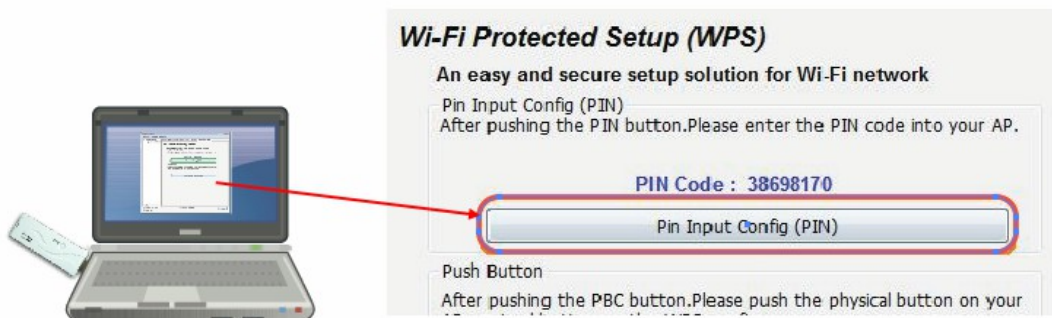 Wi-Fi Protected Setup (WPS)
An easy and secure setup solution for Wi-Fi network
Pin Input Config (PIN)
After pushing the PIN button.Please enter the PIN code into your AP.
PIN Code : 38698170
Pin Input Config (PIN)
Push Button
After pushing the PBC button.Please push the physical button on your